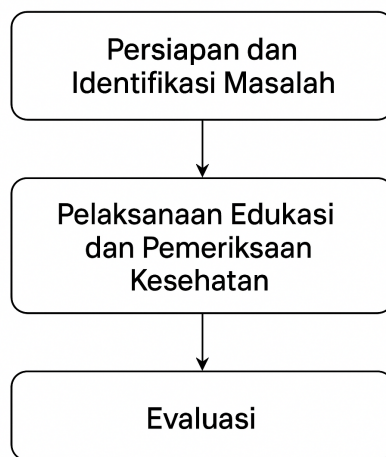 Persiapan dan
Identifikasi Masalah
Pelaksanaan Edukasi
dan Pemeriksaan
Kesehatan
Evaluasi